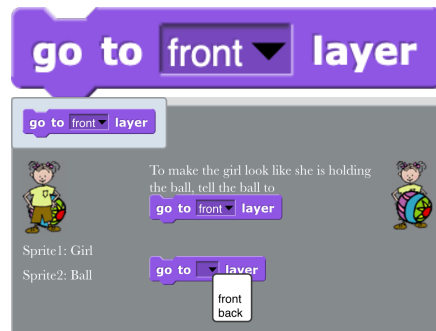 go to front layer
go to front layer
To make the girl look like she is holding
the ball, tell the ball to
go to front layer
Sprite1: Girl
Sprite2: Ball
go to layer
front
back